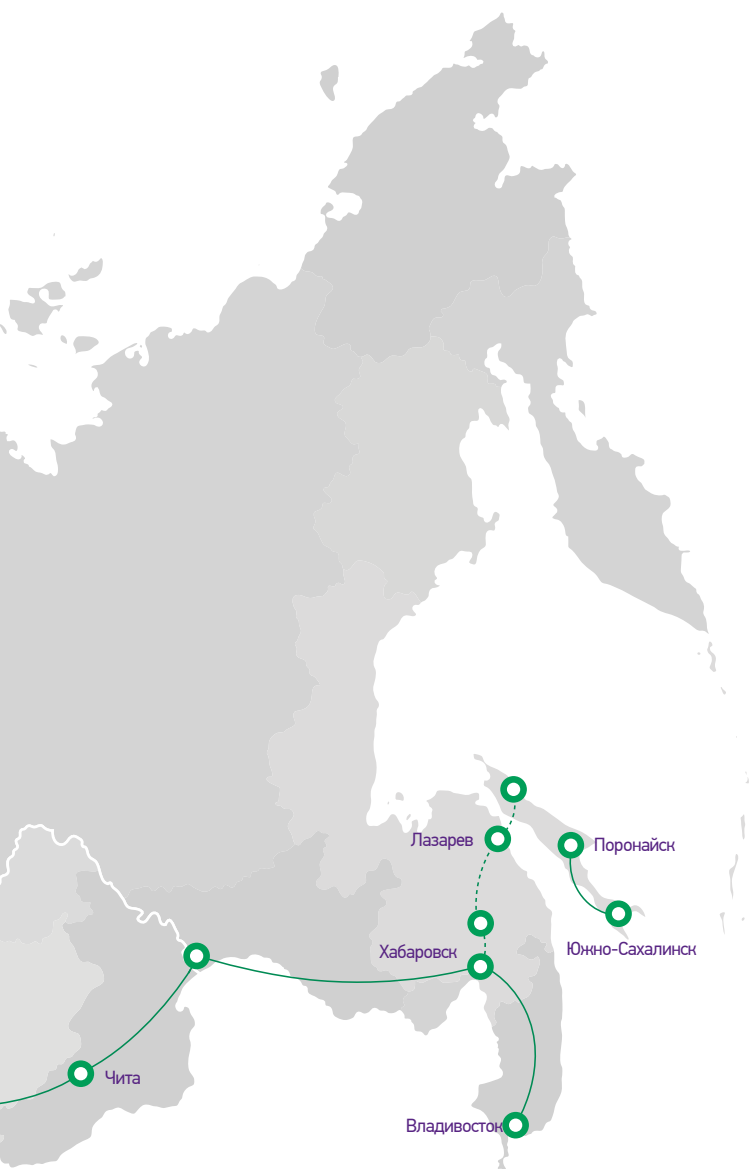 Лазарев
Поронайск
Хабаровск
Южно-Сахалинск
Чита
Владивосток